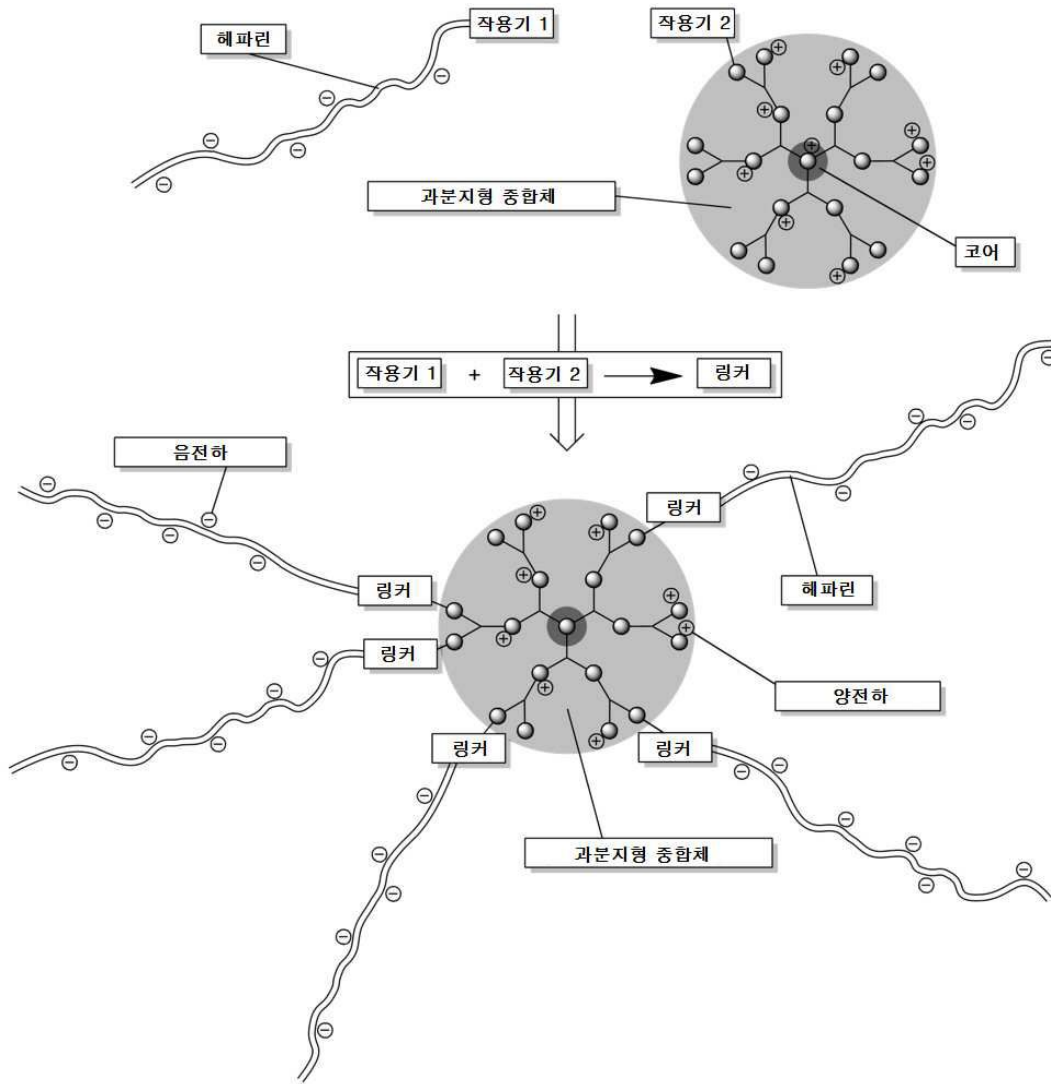 작용기 1
헤파린
작용기 2
과분지형 중합체
코어
작용기 1 + 작용기 2 링커
음전하
링커
헤파린
링커
링커
양전하
링커
링커
과분지형 중합체